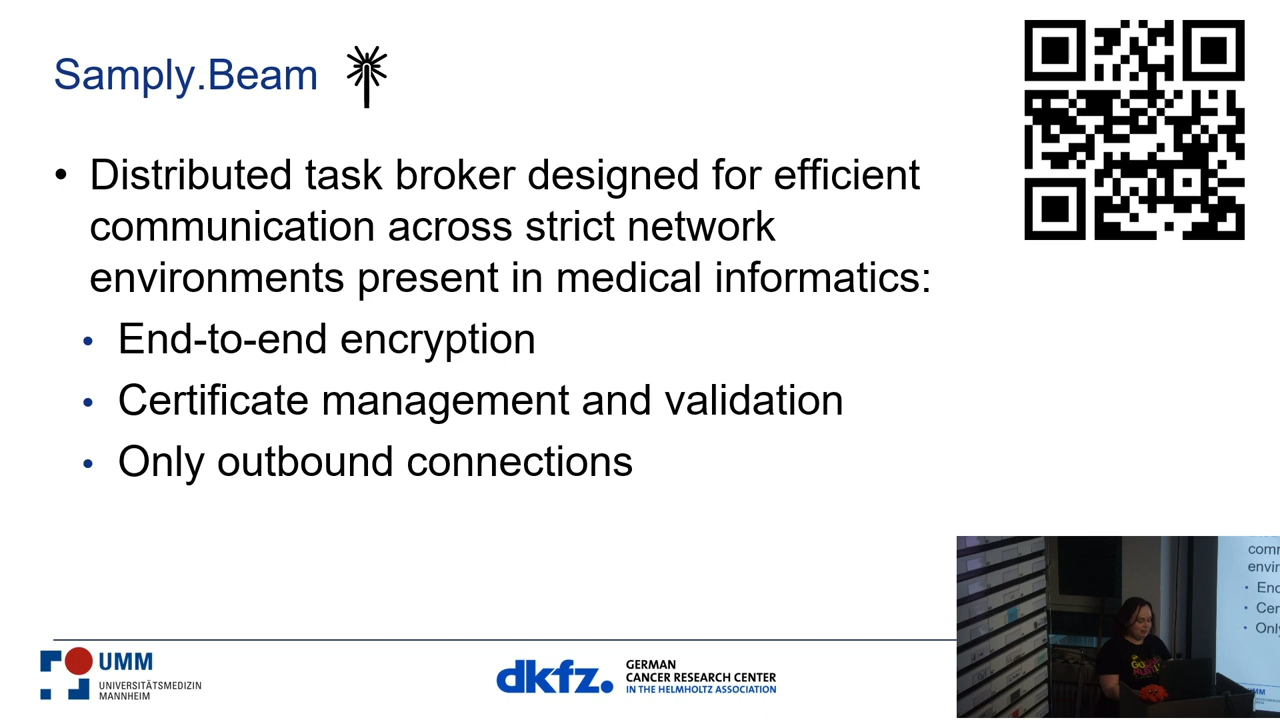 Samply.Beam
• Distributed task broker designed for efficient
communication across strict network
environments present in medical informatics:
• End-to-end encryption
• Certificate management and validation
• Only outbound connections
UMM
UNIVERSITÄTSMEDIZIN
MANNHEIM
dkfz.
GERMAN
CANCER RESEARCH CENTER
IN THE HELMHOLTZ ASSOCIATION